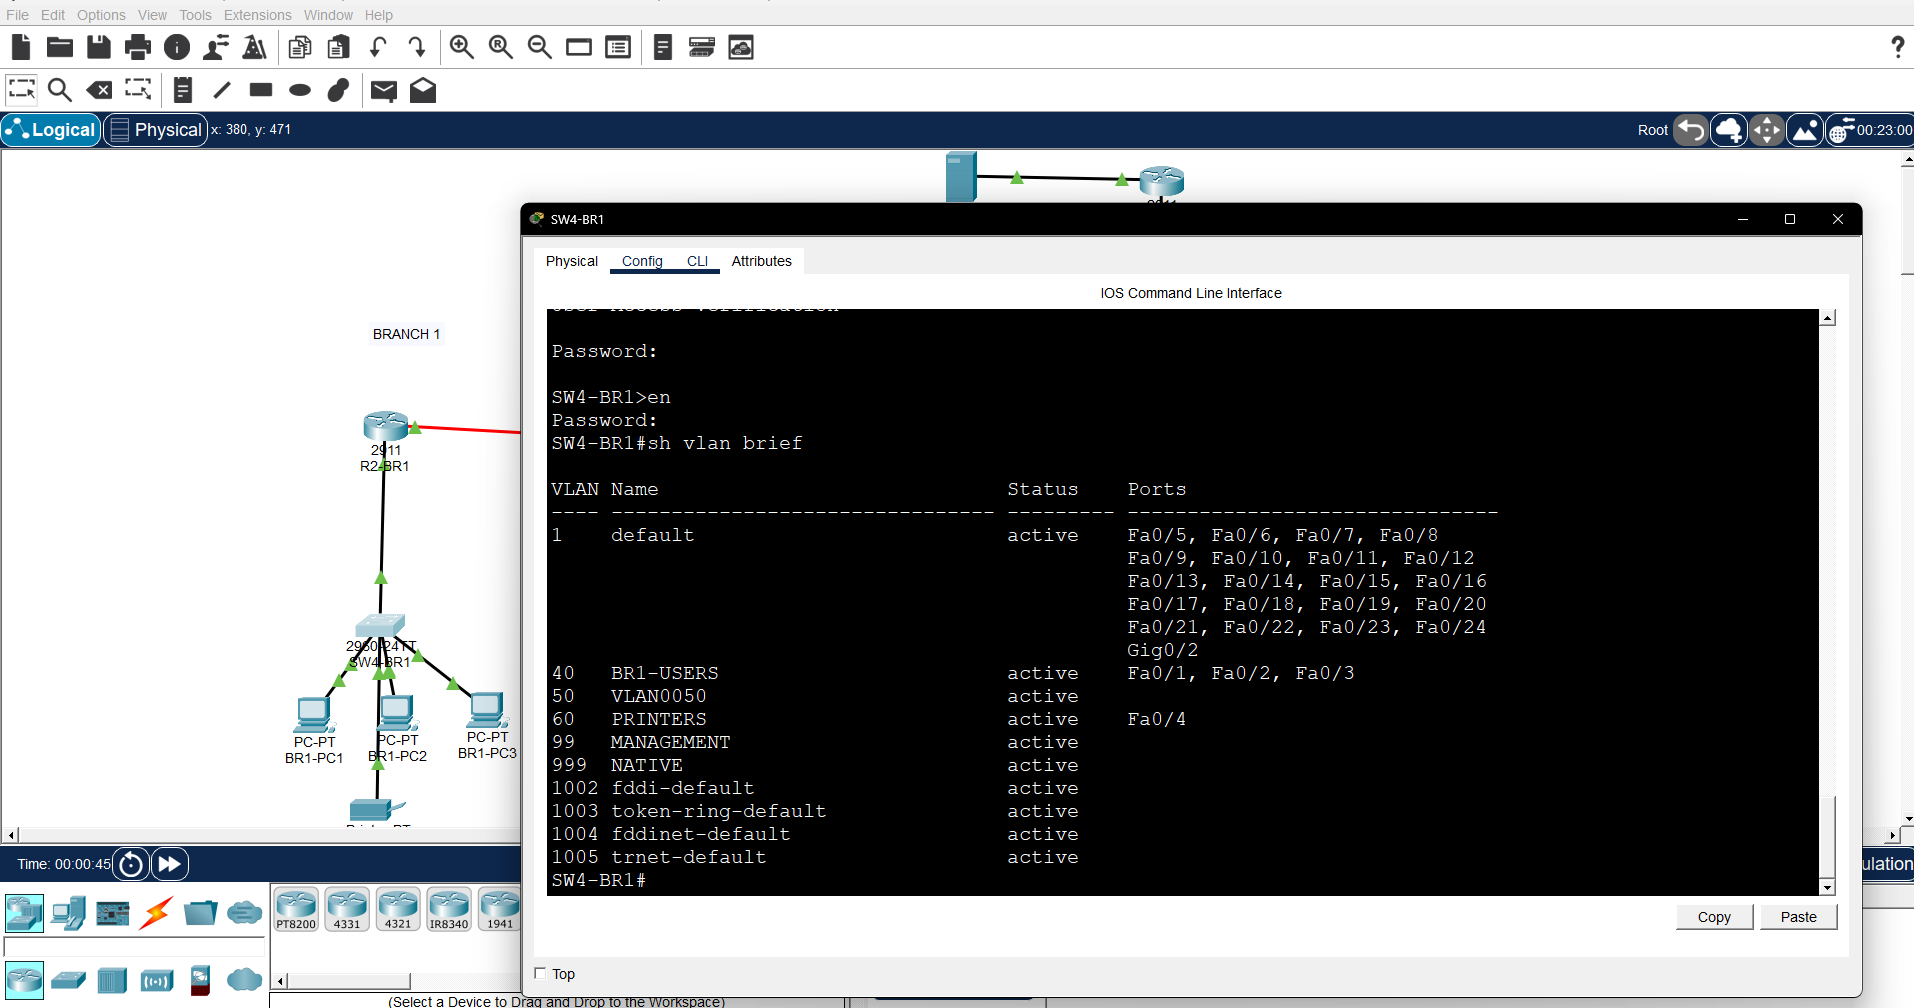 File Edit Options View Tools Extensions Window Help
Logical Physical x: 380, y: 471 Root 00:23:00
BRANCH 1
2911
R2-BR1
2960-24TT
SW4-BR1
PC-PT
BR1-PC1
PC-PT
BR1-PC2
PC-PT
BR1-PC3
SW4-BR1
Physical Config CLI Attributes
IOS Command Line Interface
User Access Verification
Password:
SW4-BR1>en
Password:
SW4-BR1#sh vlan brief
VLAN Name Status Ports
---- -------------------------------- --------- -------------------------------
1 default active Fa0/5, Fa0/6, Fa0/7, Fa0/8
Fa0/9, Fa0/10, Fa0/11, Fa0/12
Fa0/13, Fa0/14, Fa0/15, Fa0/16
Fa0/17, Fa0/18, Fa0/19, Fa0/20
Fa0/21, Fa0/22, Fa0/23, Fa0/24
Gig0/2
40 BR1-USERS active Fa0/1, Fa0/2, Fa0/3
50 VLAN0050 active
60 PRINTERS active Fa0/4
99 MANAGEMENT active
999 NATIVE active
1002 fddi-default active
1003 token-ring-default active
1004 fddinet-default active
1005 trnet-default active
SW4-BR1#
Copy Paste
Top
Time: 00:00:45
PT8200 4331 4321 IR8340 1941
(Select a Device to Drag and Drop to the Workspace)